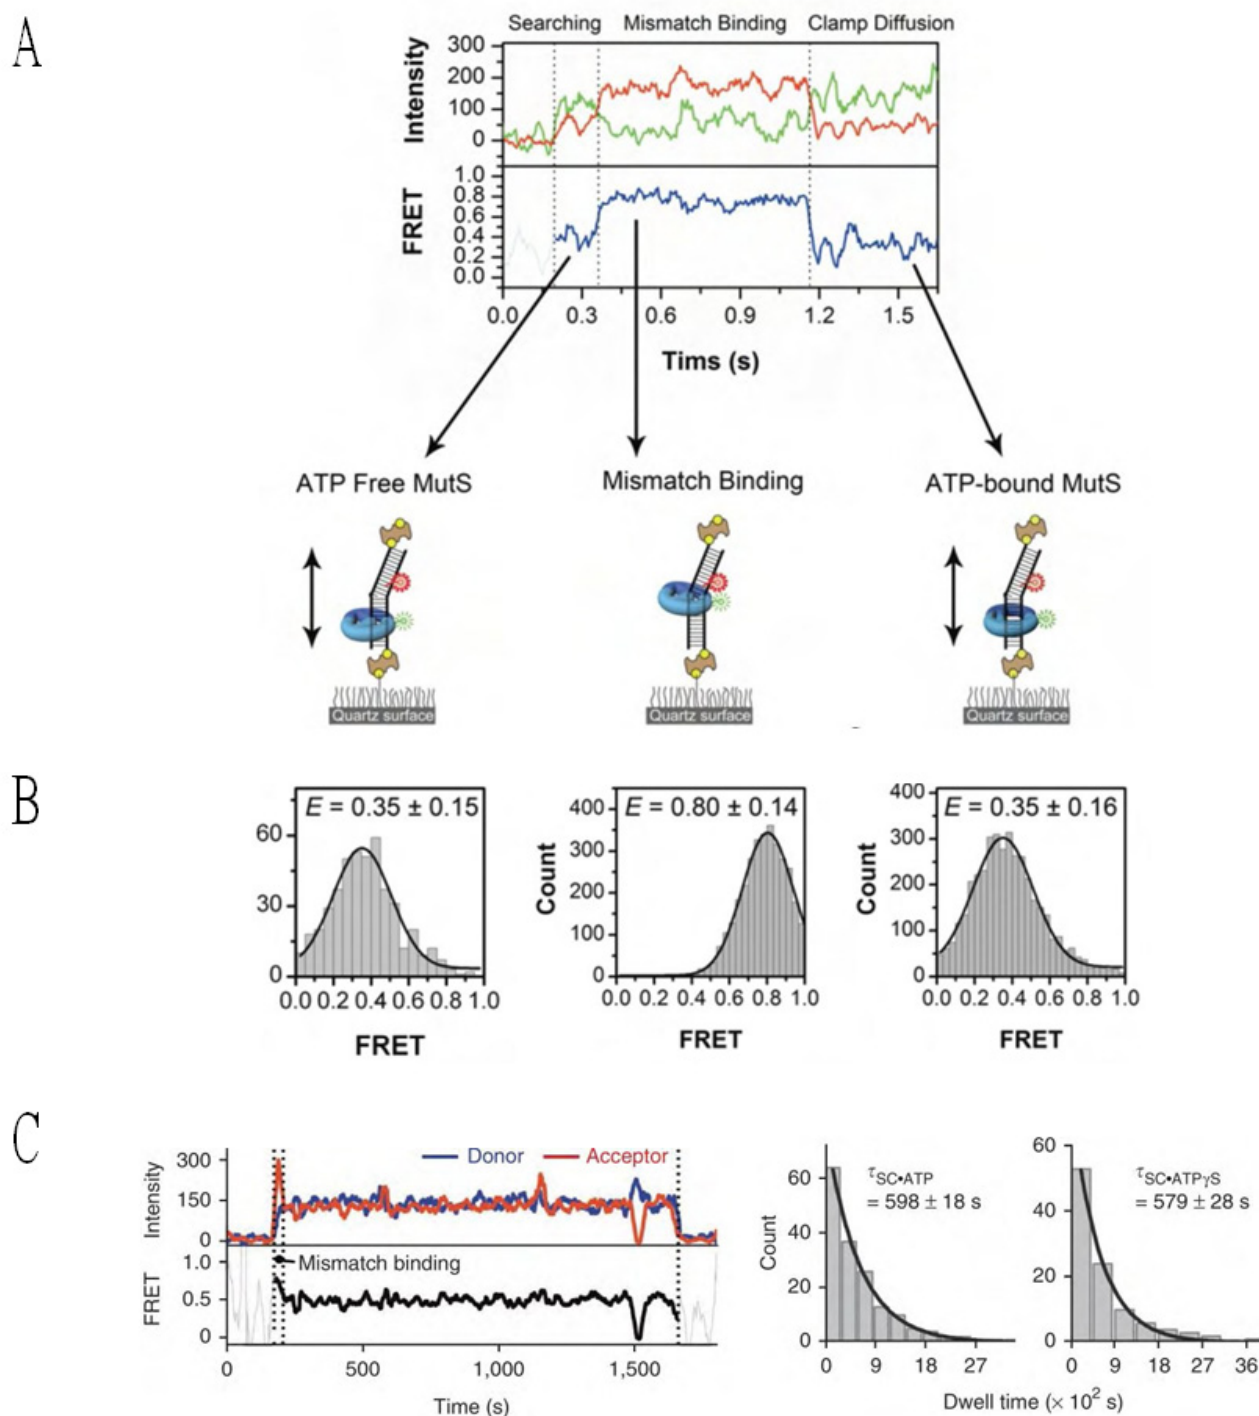 A
Searching Mismatch Binding Clamp Diffusion
Intensity
300
200
100
0
FRET
1.0
0.8
0.6
0.4
0.2
0.0
0.0 0.3 0.6 0.9 1.2 1.5
Tims (s)
ATP Free MutS Mismatch Binding ATP-bound MutS
Quartz surface Quartz surface Quartz surface
B
E = 0.35 ± 0.15
60
30
0
0.0 0.2 0.4 0.6 0.8 1.0
FRET
E = 0.80 ± 0.14
Count
400
300
200
100
0
0.0 0.2 0.4 0.6 0.8 1.0
FRET
E = 0.35 ± 0.16
Count
400
300
200
100
0
0.0 0.2 0.4 0.6 0.8 1.0
FRET
C
Donor Acceptor
Intensity
300
150
0
Mismatch binding
FRET
1.0
0.5
0
0 500 1,000 1,500
Time (s)
τSC•ATP
= 598 ± 18 s
Count
60
40
20
0
0 9 18 27
τSC•ATPγS
= 579 ± 28 s
60
40
20
0
0 9 18 27 36
Dwell time (× 10² s)